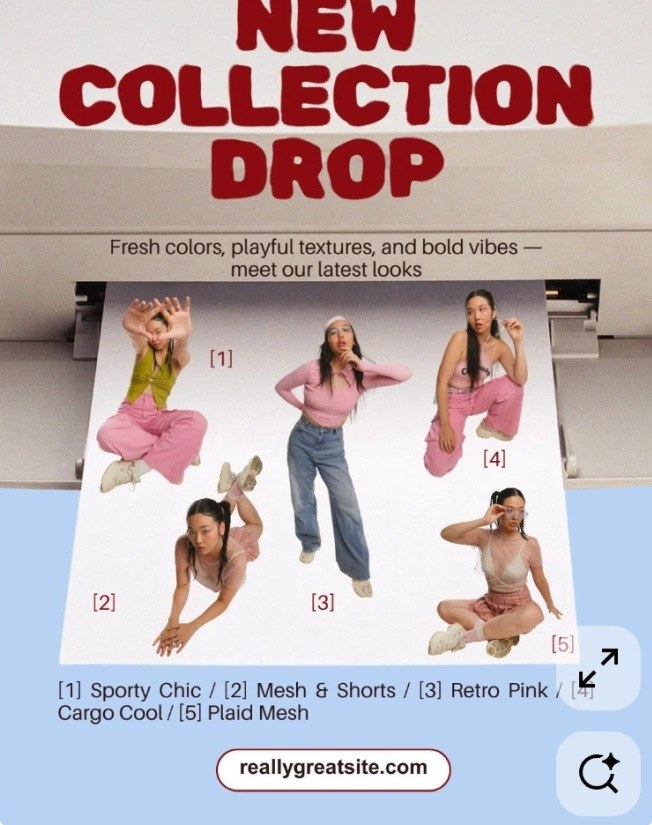 NEW
COLLECTION
DROP
Fresh colors, playful textures, and bold vibes —
meet our latest looks
[1]
[4]
[2]
[3]
[5]
[1] Sporty Chic / [2] Mesh & Shorts / [3] Retro Pink / [4]
Cargo Cool / [5] Plaid Mesh
reallygreatsite.com